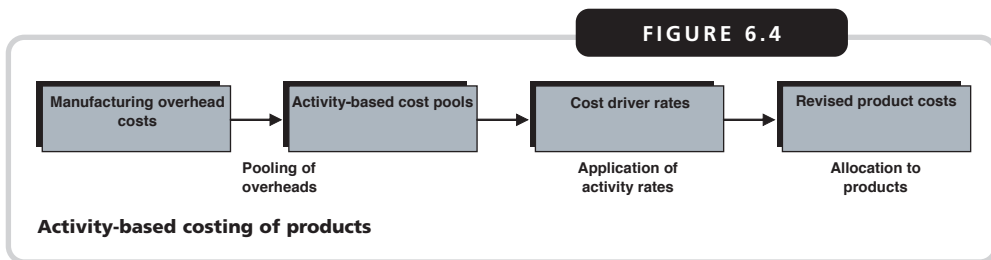 FIGURE 6.4
Manufacturing overhead
costs
Activity-based cost pools
Cost driver rates
Revised product costs
Pooling of
overheads
Application of
activity rates
Allocation to
products
Activity-based costing of products